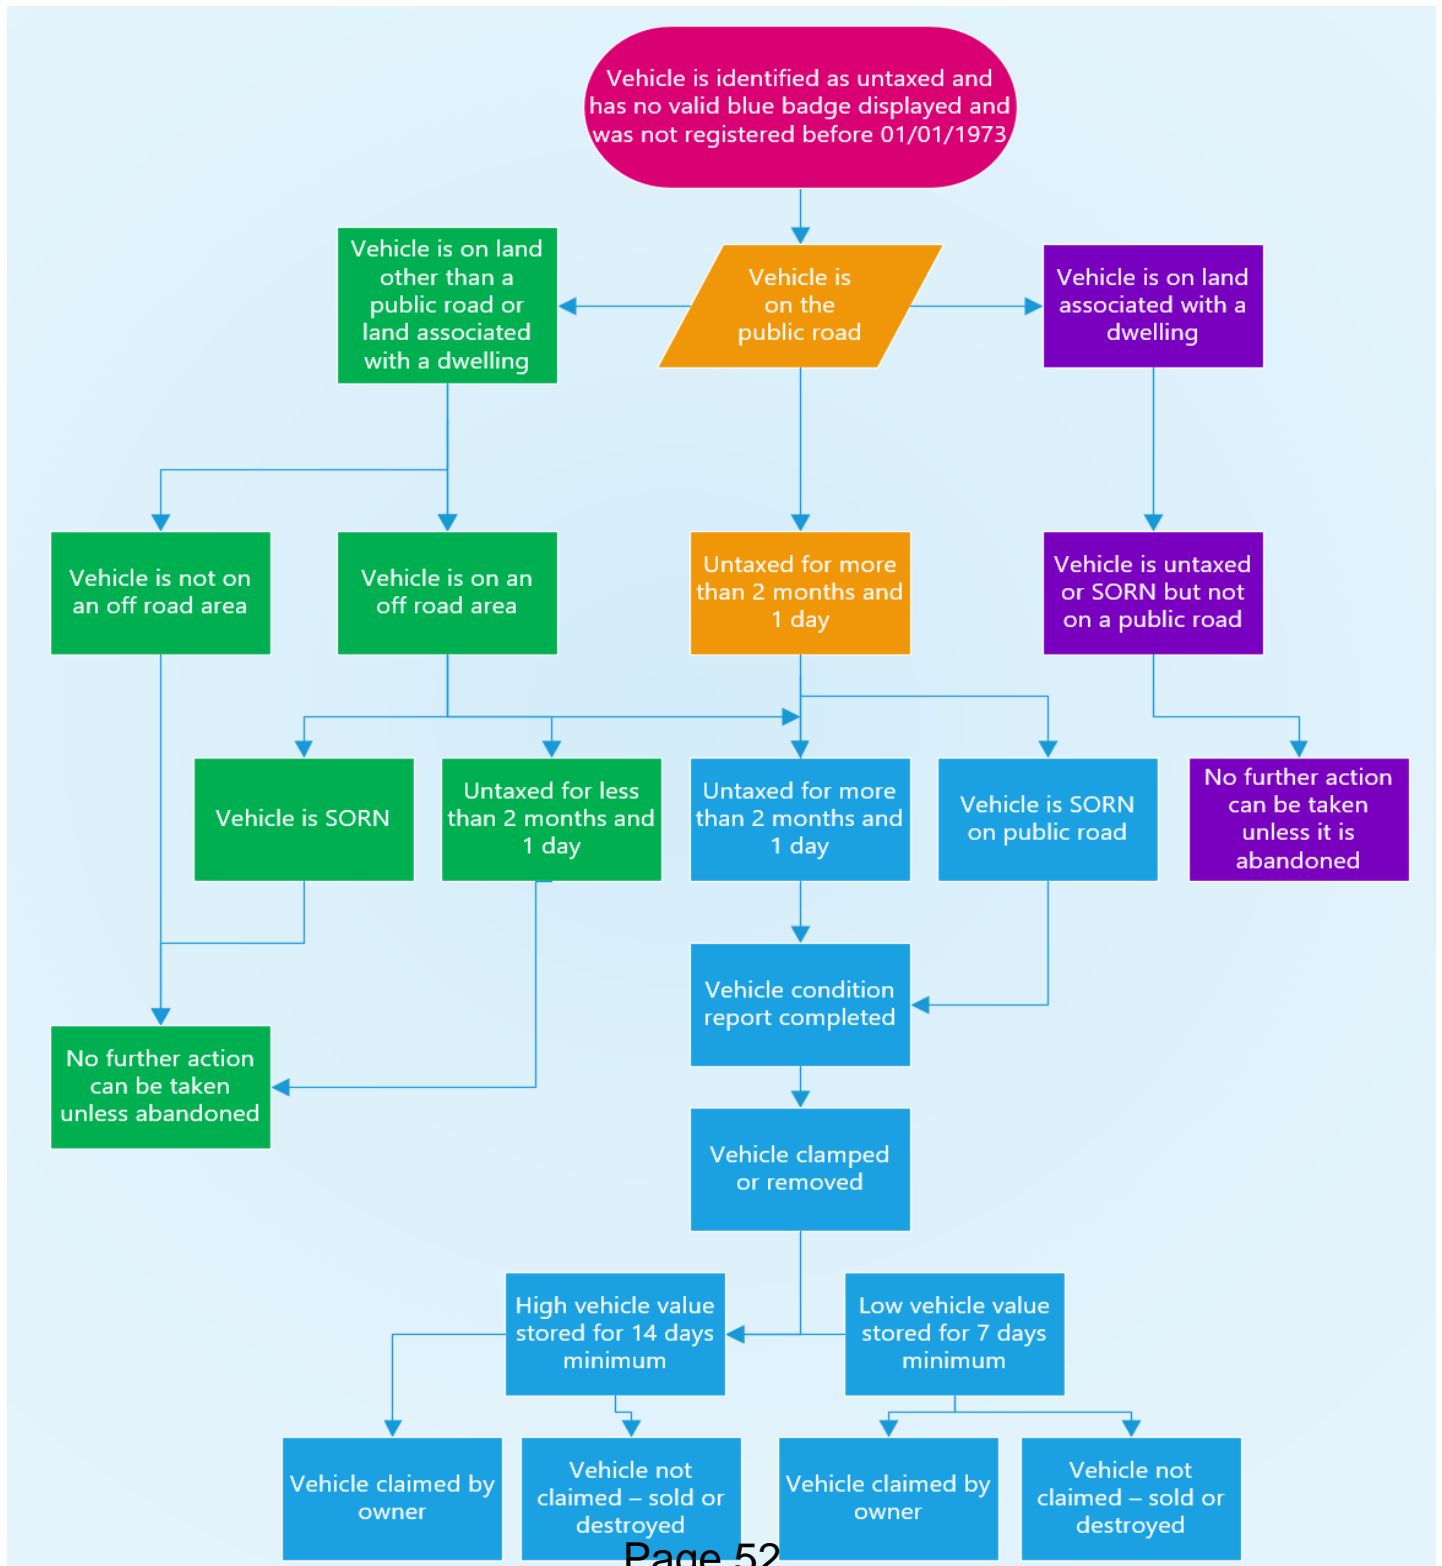 Vehicle is identified as untaxed and
has no valid blue badge displayed and
was not registered before 01/01/1973
Vehicle is on land
other than a
public road or
land associated
with a dwelling
Vehicle is
on the
public road
Vehicle is on land
associated with a
dwelling
Vehicle is not on
an off road area
Vehicle is on an
off road area
Untaxed for more
than 2 months and
1 day
Vehicle is untaxed
or SORN but not
on a public road
Vehicle is SORN
Untaxed for less
than 2 months and
1 day
Untaxed for more
than 2 months and
1 day
Vehicle is SORN
on public road
No further action
can be taken
unless it is
abandoned
Vehicle condition
report completed
No further action
can be taken
unless abandoned
Vehicle clamped
or removed
High vehicle value
stored for 14 days
minimum
Low vehicle value
stored for 7 days
minimum
Vehicle claimed by
owner
Vehicle not
claimed – sold or
destroyed
Vehicle claimed by
owner
Vehicle not
claimed – sold or
destroyed
Page 52